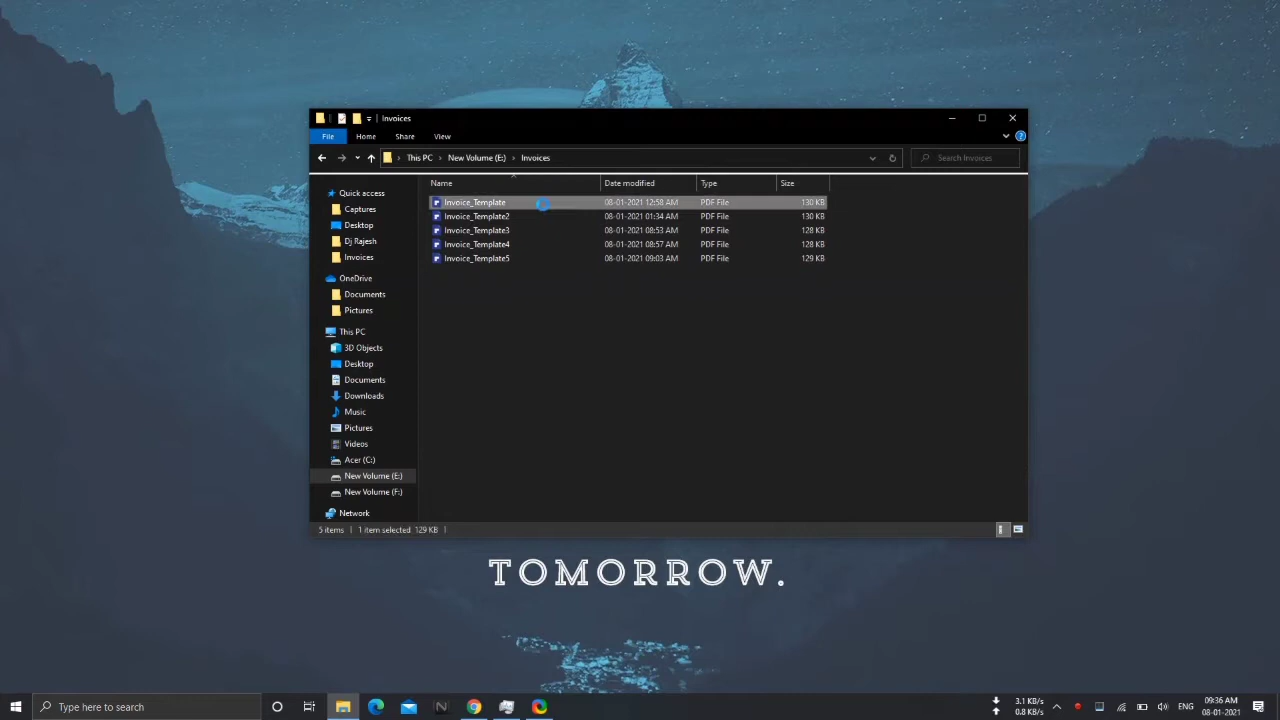 Invoices
File Home Share View
This PC > New Volume (E:) > Invoices
Search Invoices
Name Date modified Type Size
Quick access
Captures
Desktop
Dj Rajesh
Invoices
OneDrive
Documents
Pictures
This PC
3D Objects
Desktop
Documents
Downloads
Music
Pictures
Videos
Acer (C:)
New Volume (E:)
New Volume (F:)
Network
Invoice_Template 08-01-2021 12:58 AM PDF File 130 KB
Invoice_Template2 08-01-2021 01:34 AM PDF File 130 KB
Invoice_Template3 08-01-2021 08:53 AM PDF File 128 KB
Invoice_Template4 08-01-2021 08:57 AM PDF File 128 KB
Invoice_Template5 08-01-2021 09:03 AM PDF File 129 KB
5 items 1 item selected 129 KB
TOMORROW.
Type here to search
3.1 KB/s
0.8 KB/s
09:36 AM
08-01-2021